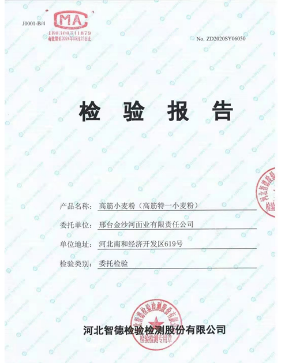 MA
No. ZD2020SY06030
检验报告
产品名称：高筋小麦粉（高筋特一小麦粉）
委托单位：邢台金沙河面业有限责任公司
单位地址：河北南和经济开发区619号
检验类别：委托检验
河北智德检验检测股份有限公司